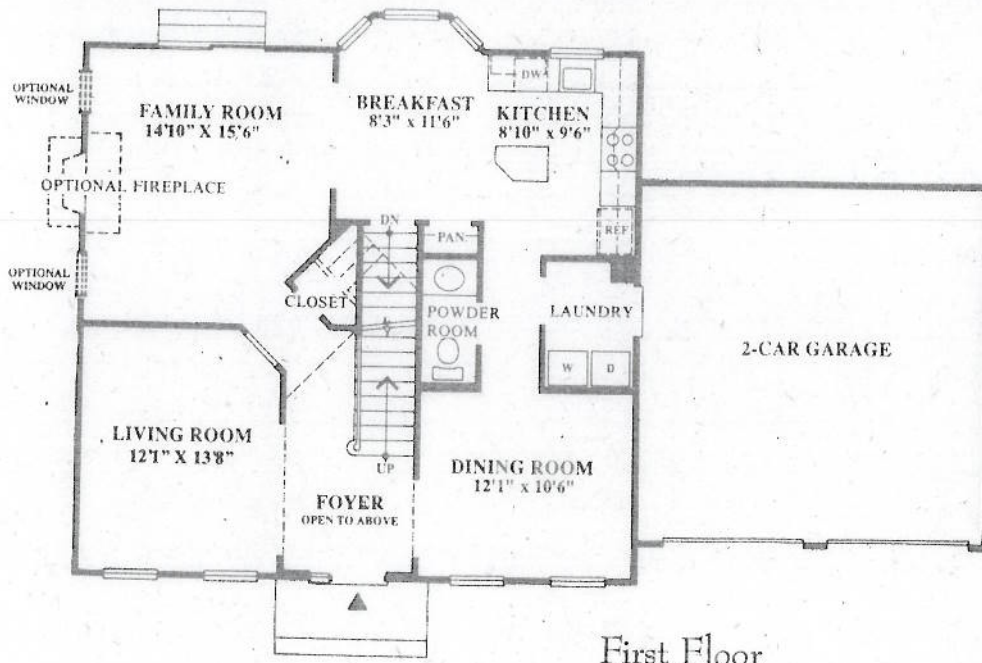 OPTIONAL
WINDOW
FAMILY ROOM
14'10" X 15'6"
BREAKFAST
8'3" x 11'6"
DW
KITCHEN
8'10" x 9'6"
OPTIONAL FIREPLACE
DN
PAN
REF
OPTIONAL
WINDOW
CLOSET
POWDER
ROOM
LAUNDRY
W
D
2-CAR GARAGE
LIVING ROOM
12'1" X 13'8"
UP
DINING ROOM
12'1" x 10'6"
FOYER
OPEN TO ABOVE
First Floor